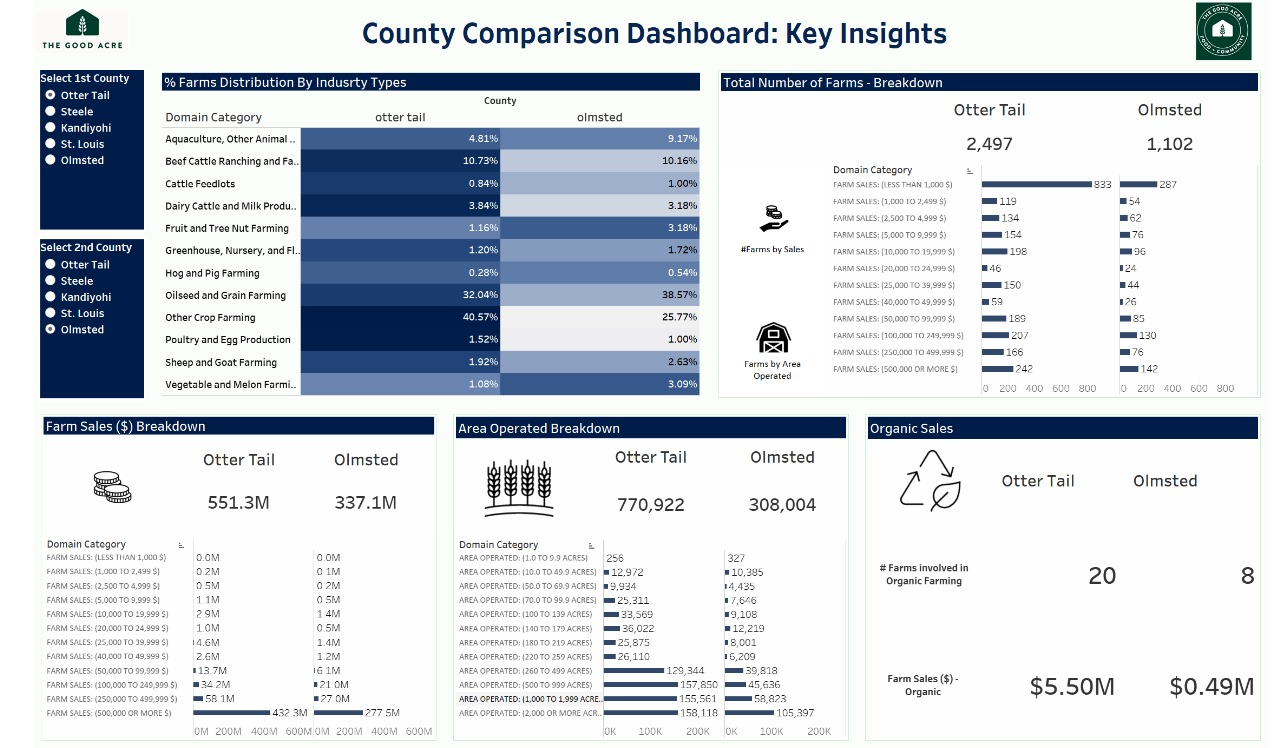 THE GOOD ACRE
County Comparison Dashboard: Key Insights
THE GOOD ACRE
FOOD • COMMUNITY
Select 1st County
Otter Tail
Steele
Kandiyohi
St. Louis
Olmsted
Select 2nd County
Otter Tail
Steele
Kandiyohi
St. Louis
Olmsted
% Farms Distribution By Indusrty Types
County
Domain Category otter tail olmsted
Aquaculture, Other Animal .. 4.81% 9.17%
Beef Cattle Ranching and Fa.. 10.73% 10.16%
Cattle Feedlots 0.84% 1.00%
Dairy Cattle and Milk Produ.. 3.84% 3.18%
Fruit and Tree Nut Farming 1.16% 3.18%
Greenhouse, Nursery, and Fl.. 1.20% 1.72%
Hog and Pig Farming 0.28% 0.54%
Oilseed and Grain Farming 32.04% 38.57%
Other Crop Farming 40.57% 25.77%
Poultry and Egg Production 1.52% 1.00%
Sheep and Goat Farming 1.92% 2.63%
Vegetable and Melon Farmi.. 1.08% 3.09%
Total Number of Farms - Breakdown
Otter Tail Olmsted
2,497 1,102
#Farms by Sales
Farms by Area
Operated
Domain Category
FARM SALES: (LESS THAN 1,000 $) 833 287
FARM SALES: (1,000 TO 2,499 $) 119 54
FARM SALES: (2,500 TO 4,999 $) 134 62
FARM SALES: (5,000 TO 9,999 $) 154 76
FARM SALES: (10,000 TO 19,999 $) 198 96
FARM SALES: (20,000 TO 24,999 $) 46 24
FARM SALES: (25,000 TO 39,999 $) 150 44
FARM SALES: (40,000 TO 49,999 $) 59 26
FARM SALES: (50,000 TO 99,999 $) 189 85
FARM SALES: (100,000 TO 249,999 $) 207 130
FARM SALES: (250,000 TO 499,999 $) 166 76
FARM SALES: (500,000 OR MORE $) 242 142
0 200 400 600 800 0 200 400 600 800
Farm Sales ($) Breakdown
Otter Tail Olmsted
551.3M 337.1M
Domain Category
FARM SALES: (LESS THAN 1,000 $) 0.0M 0.0M
FARM SALES: (1,000 TO 2,499 $) 0.2M 0.1M
FARM SALES: (2,500 TO 4,999 $) 0.5M 0.2M
FARM SALES: (5,000 TO 9,999 $) 1.1M 0.5M
FARM SALES: (10,000 TO 19,999 $) 2.9M 1.4M
FARM SALES: (20,000 TO 24,999 $) 1.0M 0.5M
FARM SALES: (25,000 TO 39,999 $) 4.6M 1.4M
FARM SALES: (40,000 TO 49,999 $) 2.6M 1.2M
FARM SALES: (50,000 TO 99,999 $) 13.7M 6.1M
FARM SALES: (100,000 TO 249,999 $) 34.2M 21.0M
FARM SALES: (250,000 TO 499,999 $) 58.1M 27.0M
FARM SALES: (500,000 OR MORE $) 432.3M 277.5M
0M 200M 400M 600M 0M 200M 400M 600M
Area Operated Breakdown
Otter Tail Olmsted
770,922 308,004
Domain Category
AREA OPERATED: (1.0 TO 9.9 ACRES) 256 327
AREA OPERATED: (10.0 TO 49.9 ACRES) 12,972 10,385
AREA OPERATED: (50.0 TO 69.9 ACRES) 9,934 4,435
AREA OPERATED: (70.0 TO 99.9 ACRES) 25,311 7,646
AREA OPERATED: (100 TO 139 ACRES) 33,569 9,108
AREA OPERATED: (140 TO 179 ACRES) 36,022 12,219
AREA OPERATED: (180 TO 219 ACRES) 25,875 8,001
AREA OPERATED: (220 TO 259 ACRES) 26,110 6,209
AREA OPERATED: (260 TO 499 ACRES) 129,344 39,818
AREA OPERATED: (500 TO 999 ACRES) 157,850 45,636
AREA OPERATED: (1,000 TO 1,999 ACRE.. 155,561 58,823
AREA OPERATED: (2,000 OR MORE ACR.. 158,118 105,397
0K 100K 200K 0K 100K 200K
Organic Sales
Otter Tail Olmsted
# Farms involved in
Organic Farming
20 8
Farm Sales ($) -
Organic
$5.50M $0.49M